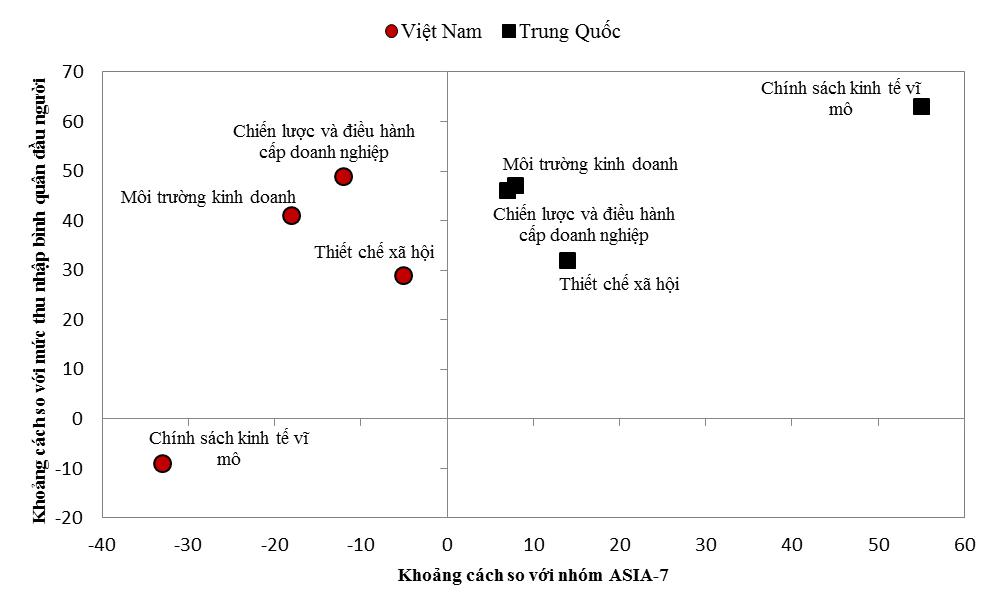 Việt Nam Trung Quốc
Khoảng cách so với mức thu nhập bình quân đầu người
70
60
50
40
30
20
10
0
-10
-20
Chính sách kinh tế vĩ
mô
Chiến lược và điều hành
cấp doanh nghiệp
Môi trường kinh doanh
Môi trường kinh doanh
Chiến lược và điều hành
cấp doanh nghiệp
Thiết chế xã hội
Thiết chế xã hội
Chính sách kinh tế vĩ
mô
-40 -30 -20 -10 0 10 20 30 40 50 60
Khoảng cách so với nhóm ASIA-7